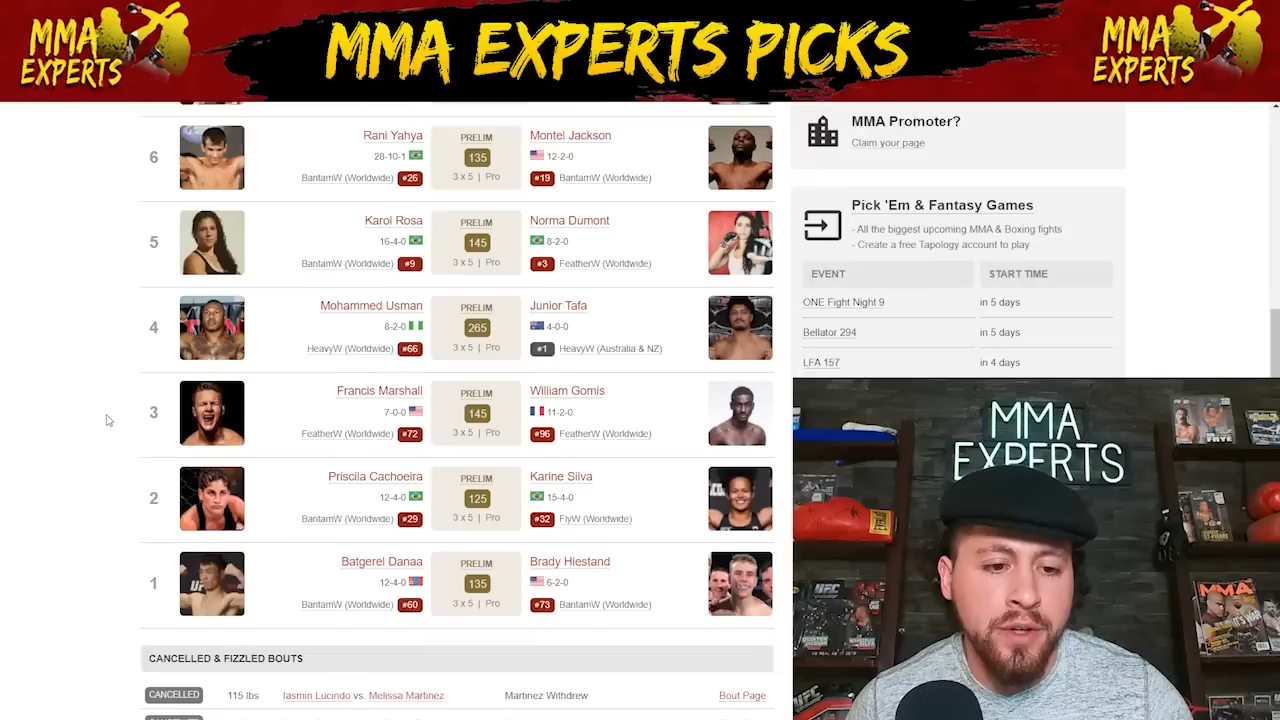 MMA EXPERTS
MMA EXPERTS PICKS
MMA EXPERTS
6
Rani Yahya
28-10-1
BantamW (Worldwide) #26
PRELIM
135
3 x 5 | Pro
Montel Jackson
12-2-0
#19 BantamW (Worldwide)
5
Karol Rosa
16-4-0
BantamW (Worldwide) #9
PRELIM
145
3 x 5 | Pro
Norma Dumont
8-2-0
#3 FeatherW (Worldwide)
4
Mohammed Usman
8-2-0
HeavyW (Worldwide) #66
PRELIM
265
3 x 5 | Pro
Junior Tafa
4-0-0
#1 HeavyW (Australia & NZ)
3
Francis Marshall
7-0-0
FeatherW (Worldwide) #72
PRELIM
145
3 x 5 | Pro
William Gomis
11-2-0
#96 FeatherW (Worldwide)
2
Priscila Cachoeira
12-4-0
BantamW (Worldwide) #29
PRELIM
125
3 x 5 | Pro
Karine Silva
15-4-0
#32 FlyW (Worldwide)
1
Batgerel Danaa
12-4-0
BantamW (Worldwide) #60
PRELIM
135
3 x 5 | Pro
Brady Hiestand
6-2-0
#73 BantamW (Worldwide)
CANCELLED & FIZZLED BOUTS
CANCELLED 115 lbs Iasmin Lucindo vs. Melissa Martinez Martinez Withdrew Bout Page
MMA Promoter?
Claim your page
Pick 'Em & Fantasy Games
- All the biggest upcoming MMA & Boxing fights
- Create a free Tapology account to play
EVENT START TIME
ONE Fight Night 9 in 5 days
Bellator 294 in 5 days
LFA 157 in 4 days
MMA
EXPERTS
FRYE
UFC
MMA
UFC